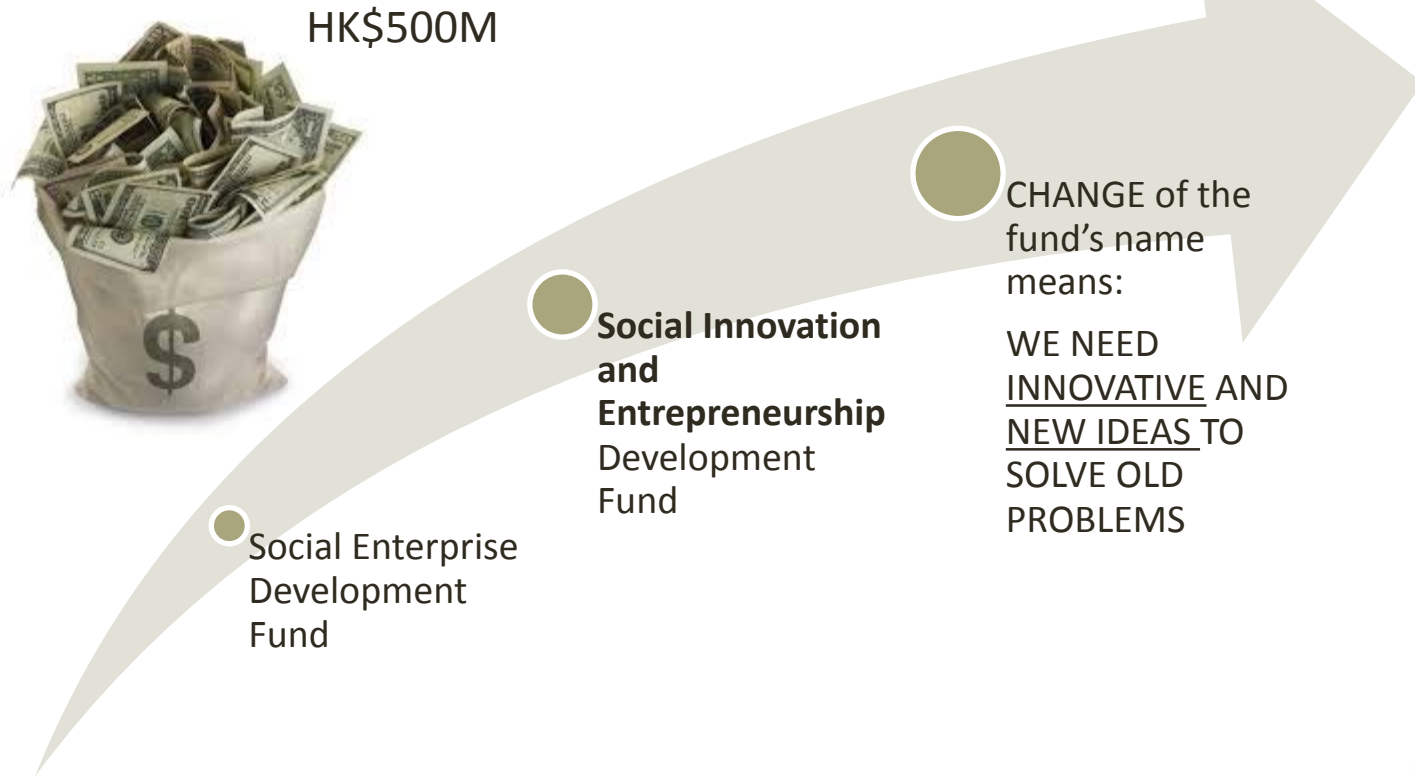 HK$500M
$
Social Enterprise
Development
Fund
Social Innovation
and
Entrepreneurship
Development
Fund
CHANGE of the
fund’s name
means:
WE NEED
INNOVATIVE AND
NEW IDEAS TO
SOLVE OLD
PROBLEMS